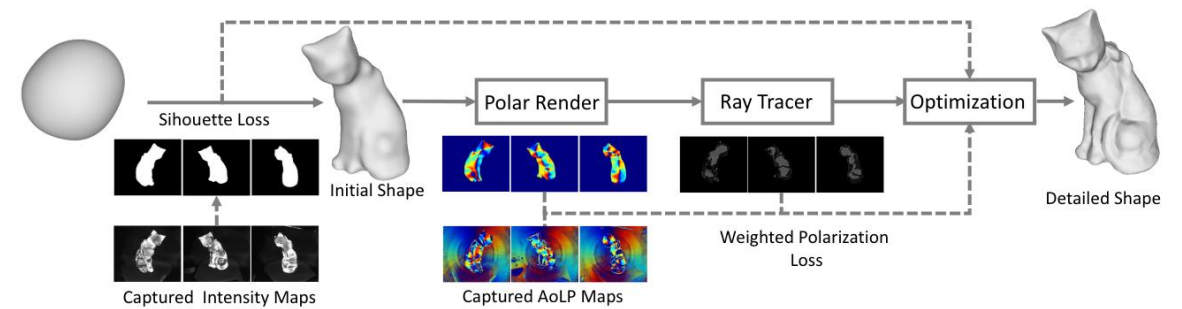 Polar Render
Ray Tracer
Optimization
Sihouette Loss
Initial Shape
Detailed Shape
Weighted Polarization
Loss
Captured Intensity Maps
Captured AoLP Maps